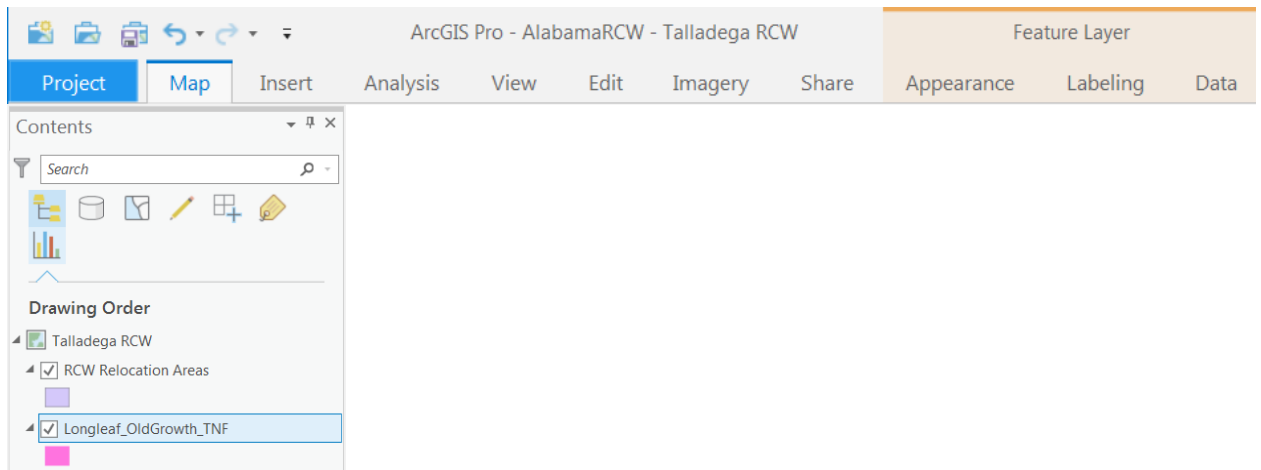 ArcGIS Pro - AlabamaRCW - Talladega RCW Feature Layer
Project Map Insert Analysis View Edit Imagery Share Appearance Labeling Data
Contents
Search
Drawing Order
Talladega RCW
RCW Relocation Areas
Longleaf_OldGrowth_TNF